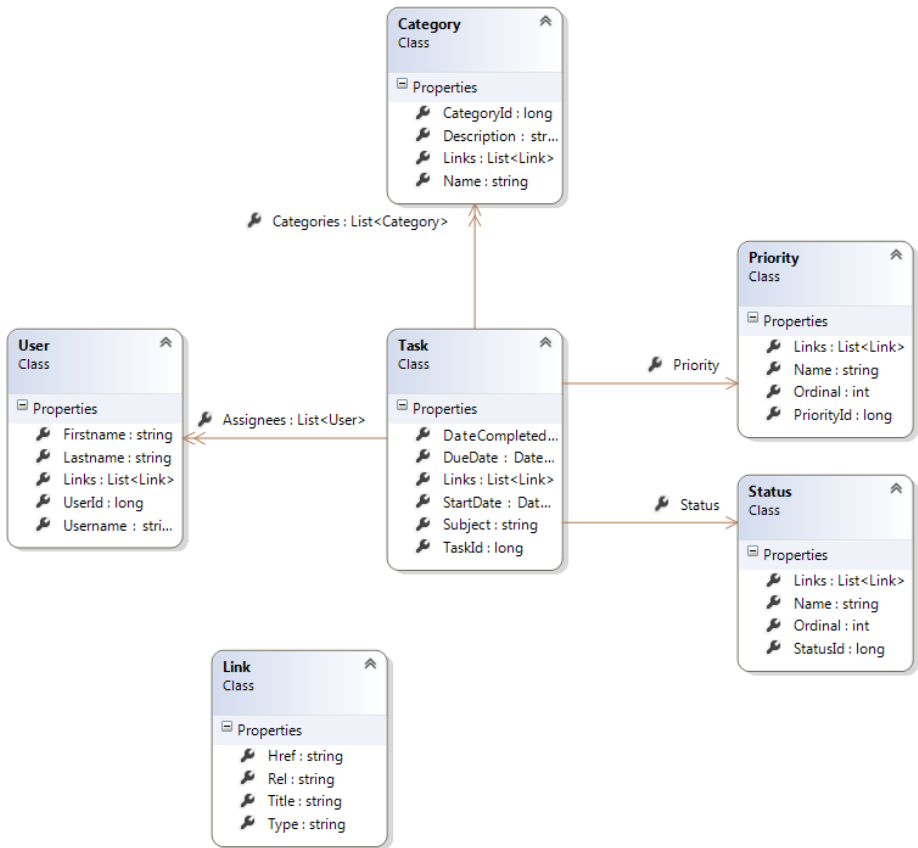 Category
Class
Properties
CategoryId : long
Description : str...
Links : List<Link>
Name : string
Categories : List<Category>
Priority
Class
Properties
Links : List<Link>
Name : string
Ordinal : int
PriorityId : long
Priority
User
Class
Properties
Firstname : string
Lastname : string
Links : List<Link>
UserId : long
Username : stri...
Assignees : List<User>
Task
Class
Properties
DateCompleted...
DueDate : Date...
Links : List<Link>
StartDate : Dat...
Subject : string
TaskId : long
Status
Status
Class
Properties
Links : List<Link>
Name : string
Ordinal : int
StatusId : long
Link
Class
Properties
Href : string
Rel : string
Title : string
Type : string